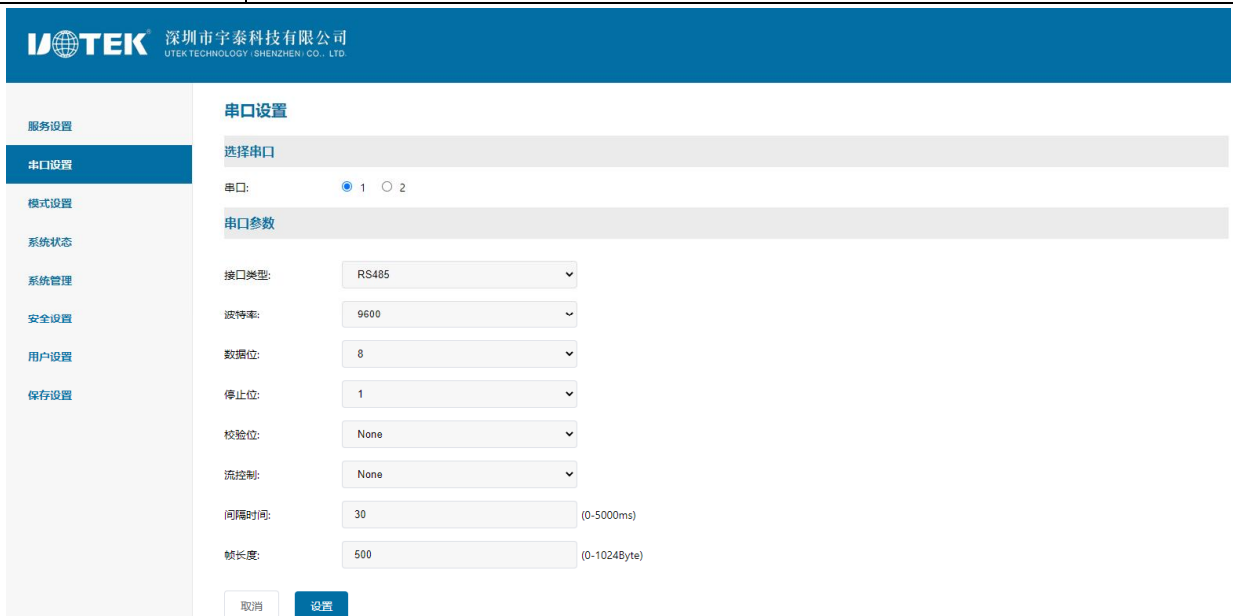 UOTEK® 深圳市宇泰科技有限公司
UTEK TECHNOLOGY (SHENZHEN) CO., LTD.
服务设置
串口设置
模式设置
系统状态
系统管理
安全设置
用户设置
保存设置
串口设置
选择串口
串口: 1 2
串口参数
接口类型: RS485
波特率: 9600
数据位: 8
停止位: 1
校验位: None
流控制: None
间隔时间: 30 (0-5000ms)
帧长度: 500 (0-1024Byte)
取消 设置